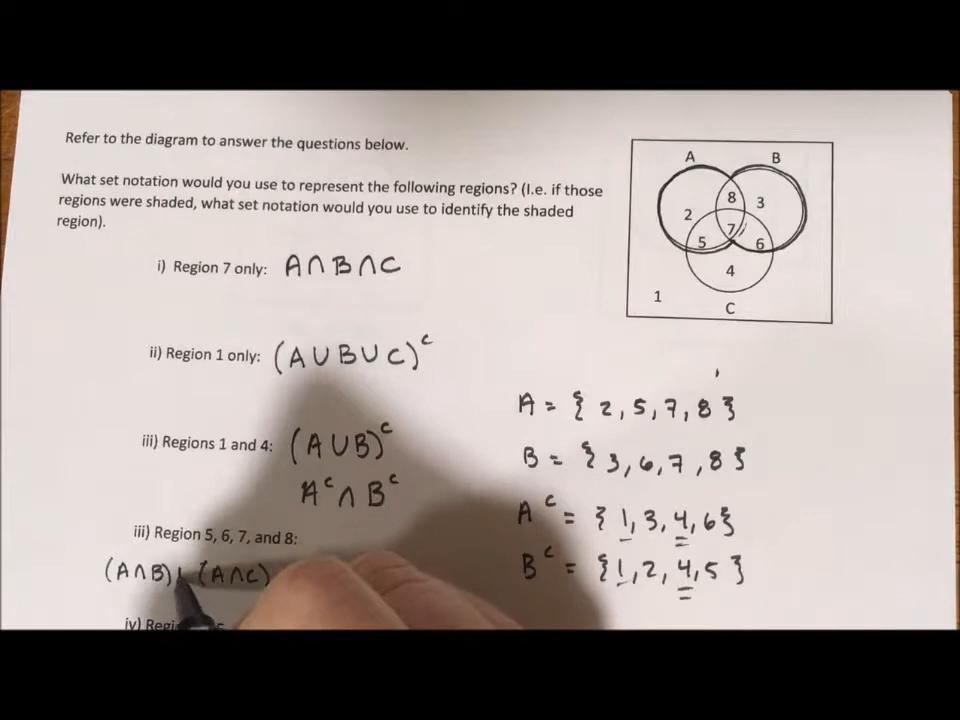 Refer to the diagram to answer the questions below.
What set notation would you use to represent the following regions? (I.e. if those
regions were shaded, what set notation would you use to identify the shaded
region).
i) Region 7 only: A∩B∩C
ii) Region 1 only: (A∪B∪C)ᶜ
iii) Regions 1 and 4: (A∪B)ᶜ
Aᶜ∩Bᶜ
iii) Region 5, 6, 7, and 8:
(A∩B) (A∩C)
iv)
A B
8 3
2
7
5 6
4
1
C
A = { 2, 5, 7, 8 }
B = { 3, 6, 7, 8 }
Aᶜ = { 1, 3, 4, 6 }
Bᶜ = { 1, 2, 4, 5 }